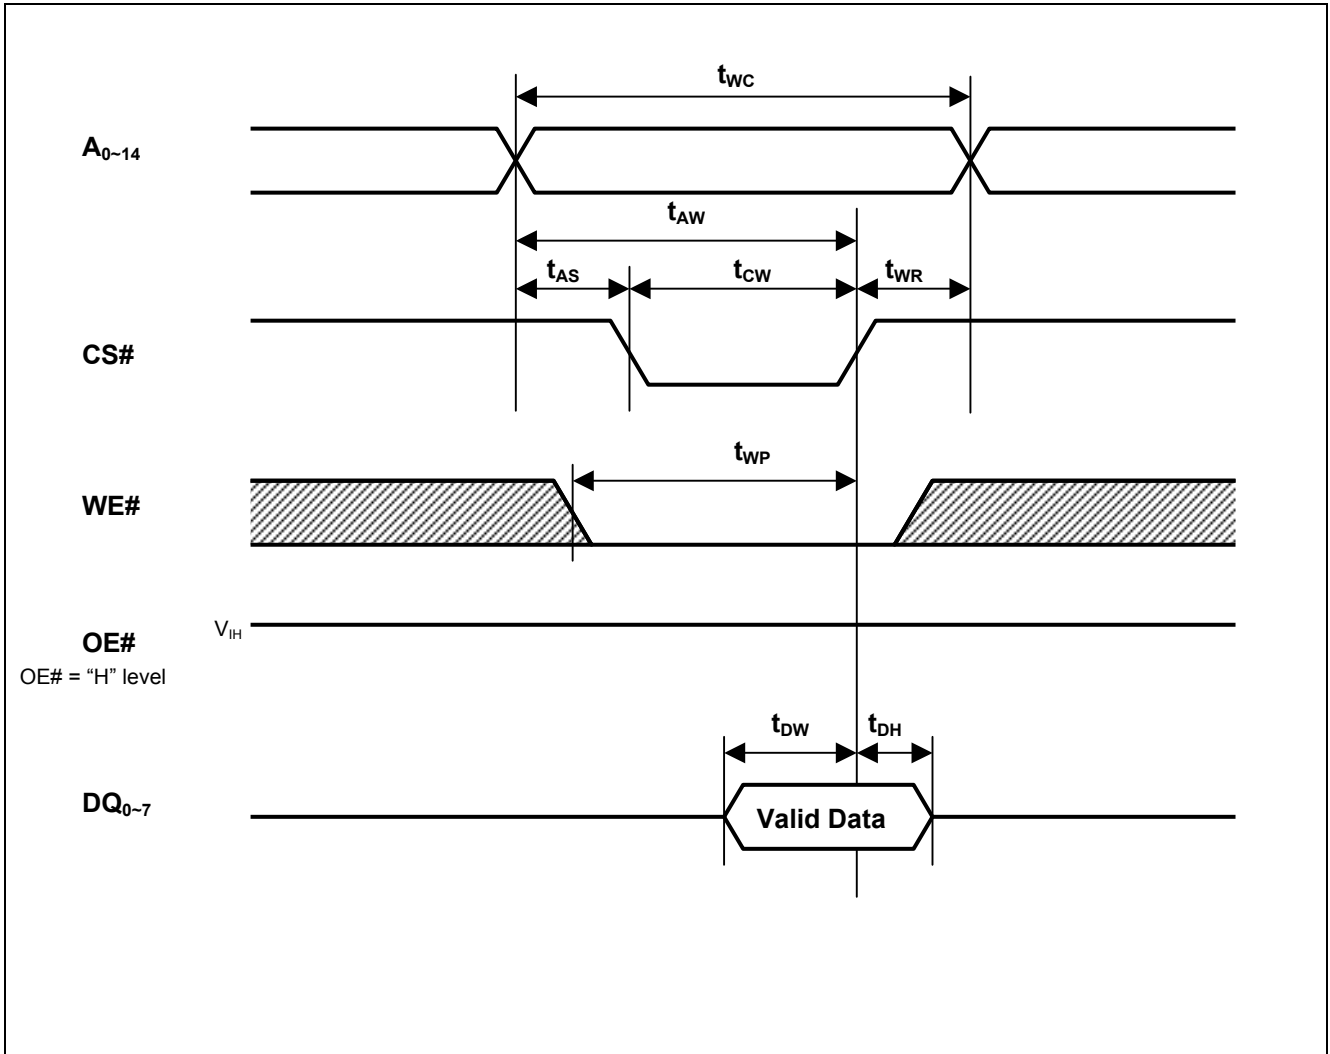 tWC
A0~14
tAW
tAS tCW tWR
CS#
tWP
WE#
VIH
OE#
OE# = “H” level
tDW tDH
DQ0~7
Valid Data